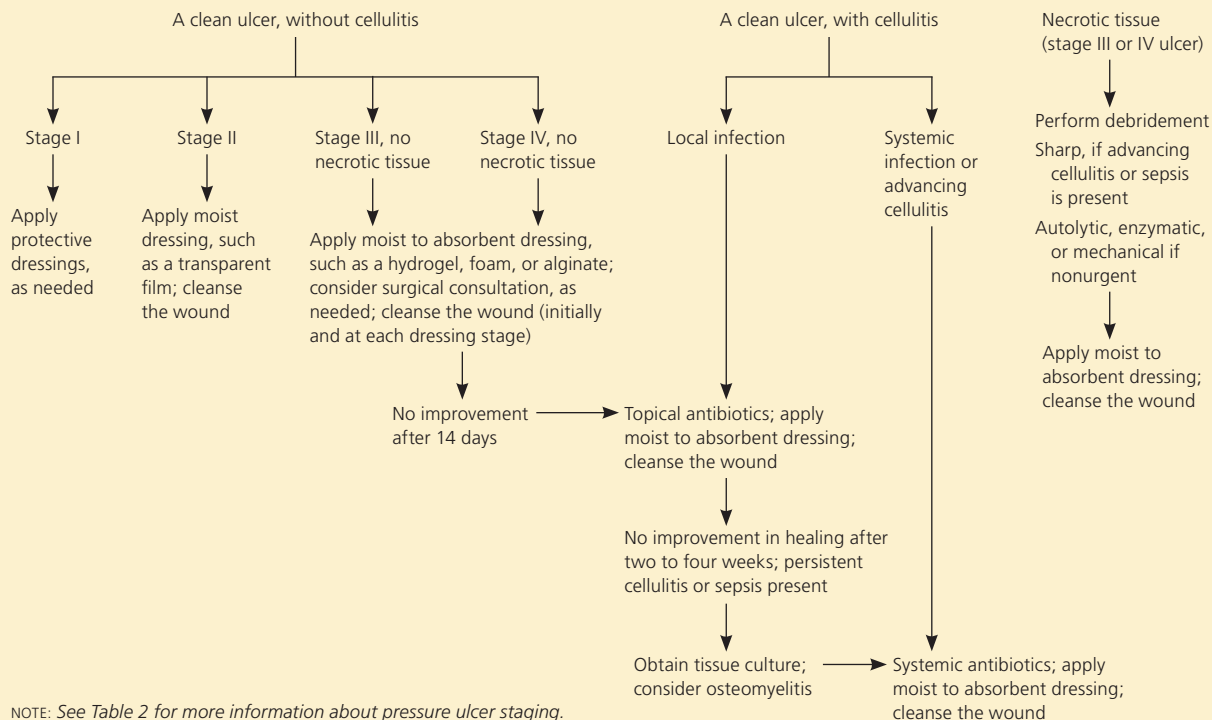 A clean ulcer, without cellulitis
Stage I
Apply
protective
dressings,
as needed
Stage II
Apply moist
dressing, such
as a transparent
film; cleanse
the wound
Stage III, no
necrotic tissue
Stage IV, no
necrotic tissue
Apply moist to absorbent dressing,
such as a hydrogel, foam, or alginate;
consider surgical consultation, as
needed; cleanse the wound (initially
and at each dressing stage)
No improvement
after 14 days
A clean ulcer, with cellulitis
Local infection
Topical antibiotics; apply
moist to absorbent dressing;
cleanse the wound
No improvement in healing after
two to four weeks; persistent
cellulitis or sepsis present
Obtain tissue culture;
consider osteomyelitis
Systemic
infection or
advancing
cellulitis
Systemic antibiotics; apply
moist to absorbent dressing;
cleanse the wound
Necrotic tissue
(stage III or IV ulcer)
Perform debridement
Sharp, if advancing
cellulitis or sepsis
is present
Autolytic, enzymatic,
or mechanical if
nonurgent
Apply moist to
absorbent dressing;
cleanse the wound
NOTE: See Table 2 for more information about pressure ulcer staging.